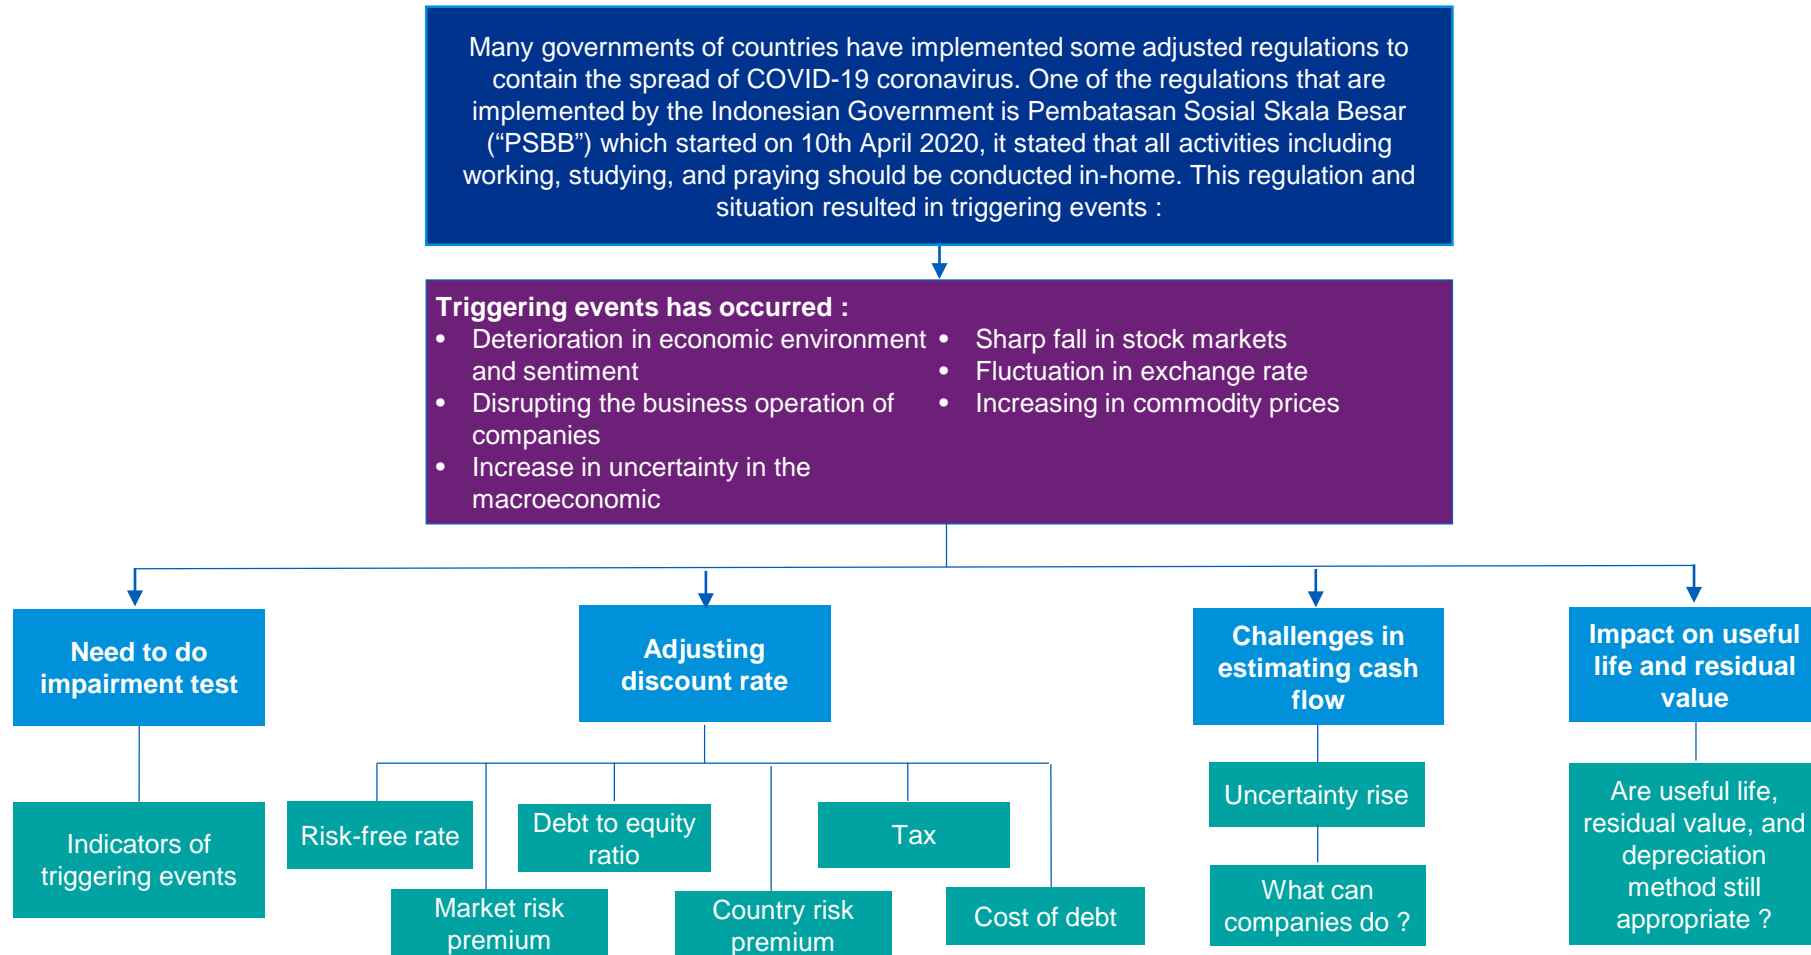 Many governments of countries have implemented some adjusted regulations to
contain the spread of COVID-19 coronavirus. One of the regulations that are
implemented by the Indonesian Government is Pembatasan Sosial Skala Besar
(“PSBB”) which started on 10th April 2020, it stated that all activities including
working, studying, and praying should be conducted in-home. This regulation and
situation resulted in triggering events :
Triggering events has occurred :
• Deterioration in economic environment
and sentiment
• Disrupting the business operation of
companies
• Increase in uncertainty in the
macroeconomic
• Sharp fall in stock markets
• Fluctuation in exchange rate
• Increasing in commodity prices
Need to do
impairment test
Indicators of
triggering events
Adjusting
discount rate
Risk-free rate
Market risk
premium
Debt to equity
ratio
Country risk
premium
Tax
Cost of debt
Challenges in
estimating cash
flow
Uncertainty rise
What can
companies do ?
Impact on useful
life and residual
value
Are useful life,
residual value, and
depreciation
method still
appropriate ?